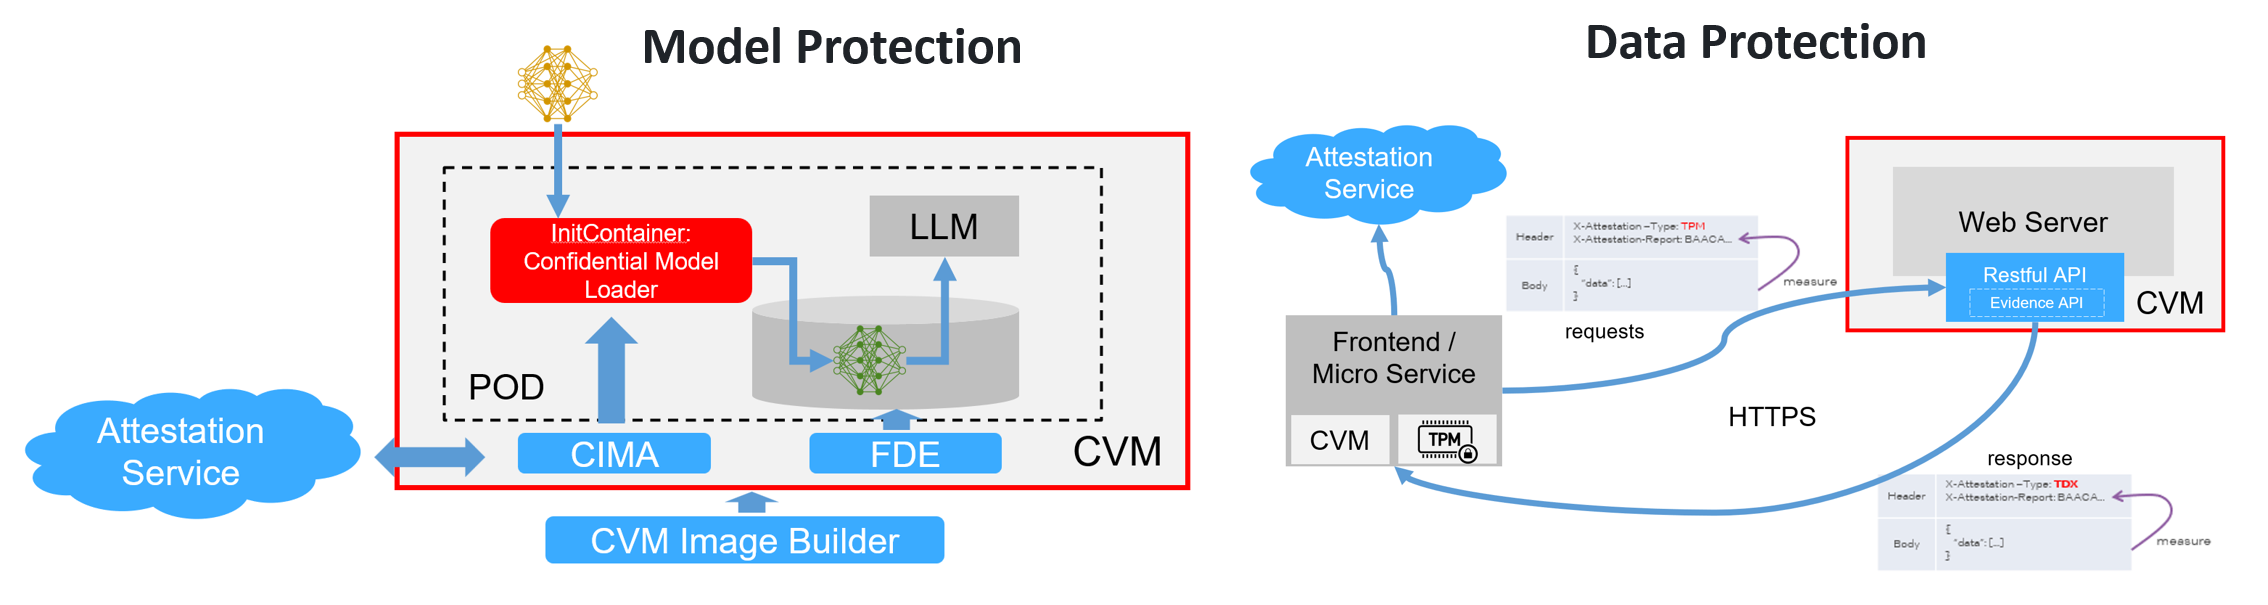 Model Protection
InitContainer:
Confidential Model
Loader
LLM
POD
Attestation
Service
CIMA
FDE
CVM
CVM Image Builder
Data Protection
Attestation
Service
Header
X-Attestation –Type: TPM
X-Attestation-Report: BAACA...
Body
{
"data": [...]
}
measure
requests
Web Server
Restful API
Evidence API
CVM
Frontend /
Micro Service
CVM
TPM
HTTPS
response
Header
X-Attestation –Type: TDX
X-Attestation-Report: BAACA...
Body
{
"data": [...]
}
measure